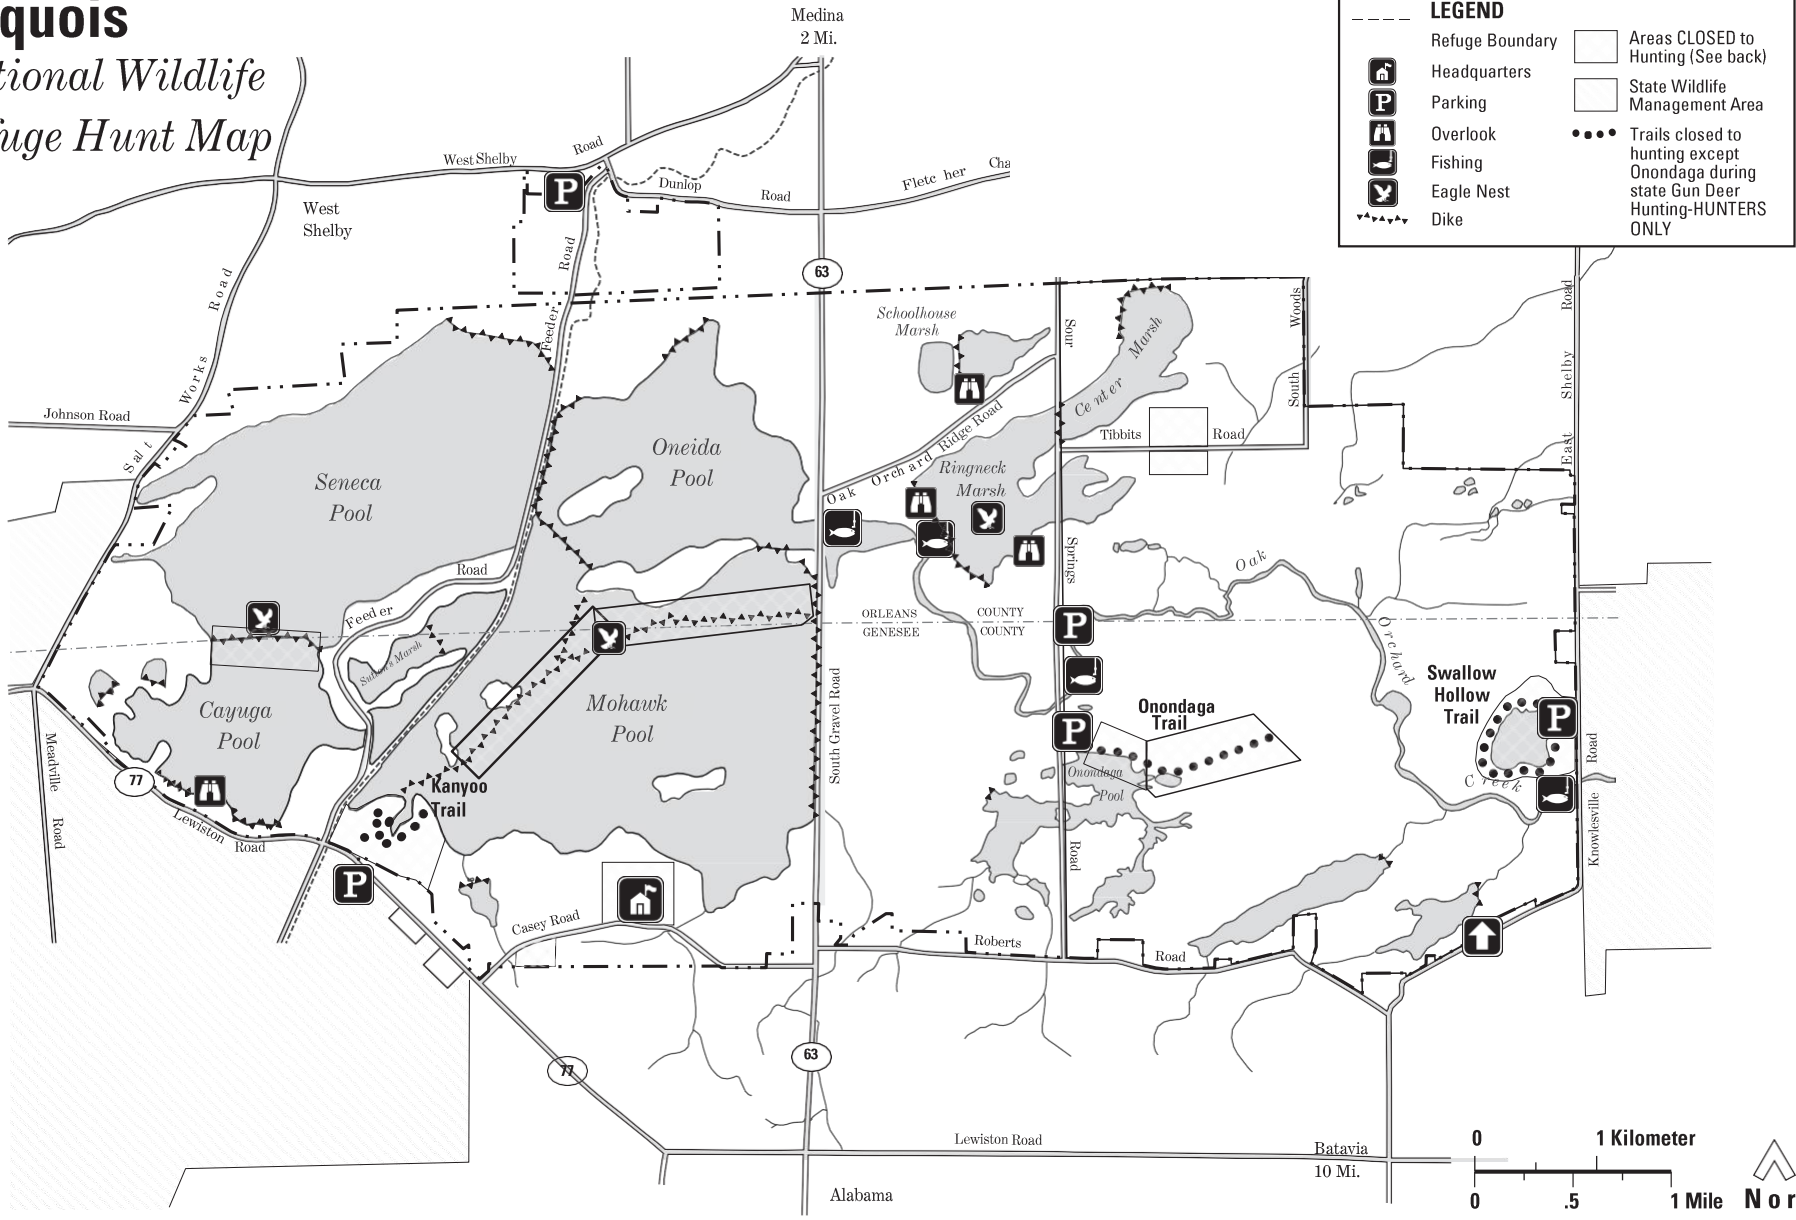 quois
tional Wildlife
fuge Hunt Map
Medina
2 Mi.
LEGEND
Refuge Boundary
Headquarters
P
Parking
Overlook
Fishing
Eagle Nest
Dike
Areas CLOSED to
Hunting (See back)
State Wildlife
Management Area
Trails closed to
hunting except
Onondaga during
state Gun Deer
Hunting-HUNTERS
ONLY
West Shelby
Road
P
Dunlop
Road
Fletc her
Cha
West
Shelby
63
Salt
Works
Road
Feeder
Road
Johnson Road
Schoolhouse
Marsh
Sour
Springs
Road
Center
Marsh
Woods
South
East
Shelby
Road
Tibbits
Road
Oak
Orchard
Ridge Road
Ringneck
Marsh
Seneca
Pool
Oneida
Pool
Feeder
Road
ORLEANS
COUNTY
GENESEE
COUNTY
P
Oak
Orchard
Creek
Marsh
Cayuga
Pool
Mohawk
Pool
South Gravel Road
P
Onondaga
Trail
Onondaga
Pool
Swallow
Hollow
Trail
P
Knowlesville
Road
Meadville
Road
77
Lewiston
Road
Kanyoo
Trail
P
Casey Road
Roberts
Road
77
63
Lewiston Road
Batavia
10 Mi.
Alabama
0
1 Kilometer
0
.5
1 Mile
Nor